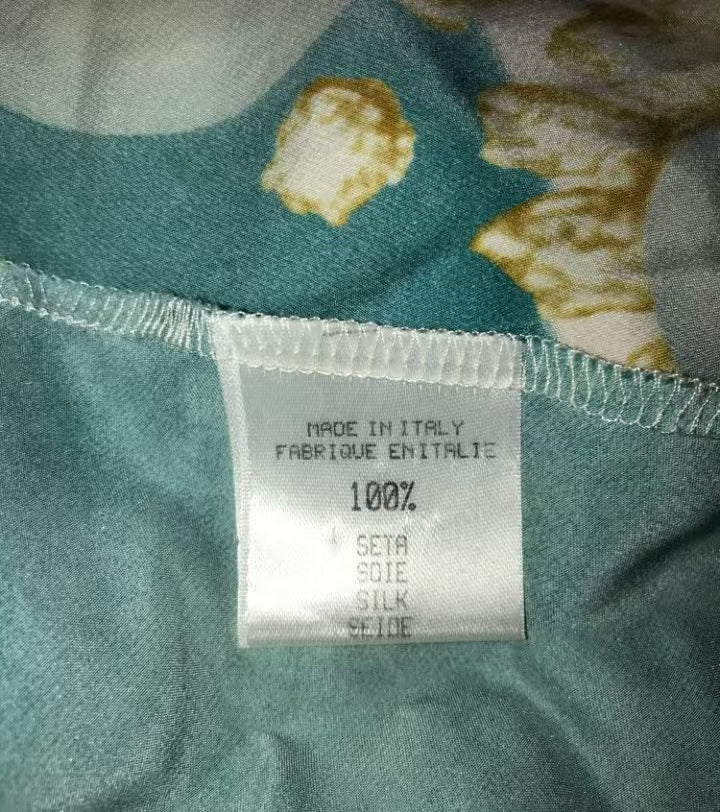 MADE IN ITALY
FABRIQUE EN ITALIE
100%
SETA
SOIE
SILK
SEIDE